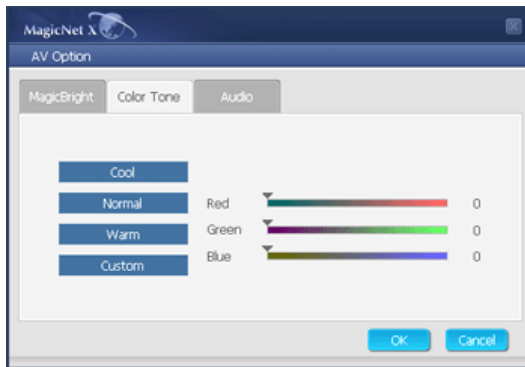 MagicNet X
AV Option
MagicBright Color Tone Audio
Cool
Normal
Warm
Custom
Red 0
Green 0
Blue 0
OK Cancel